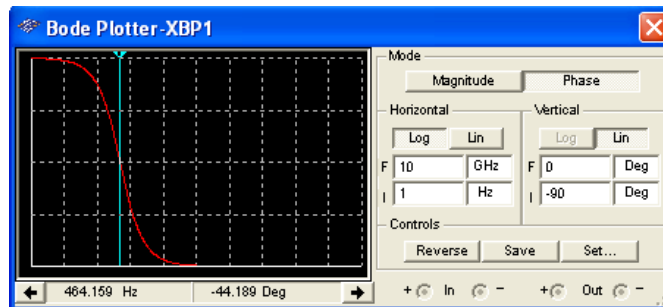 Bode Plotter-XBP1
Mode
Magnitude Phase
Horizontal Vertical
Log Lin Log Lin
F 10 GHz F 0 Deg
I 1 Hz I -90 Deg
Controls
Reverse Save Set...
464.159 Hz -44.189 Deg
+ In - + Out -